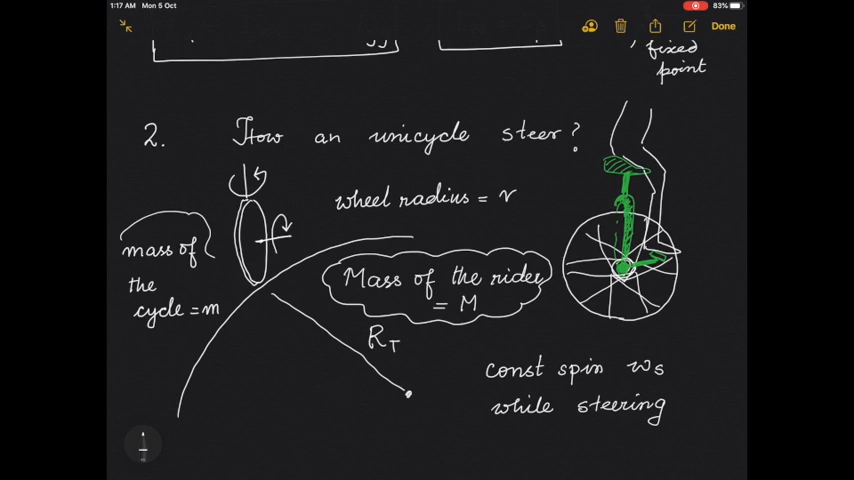 1:17 AM Mon 5 Oct
83%
Done
fixed
point
2. How an unicycle steer?
wheel radius = r
mass of
the
cycle = m
Mass of the rider
= M
R_T
const spin ws
while steering